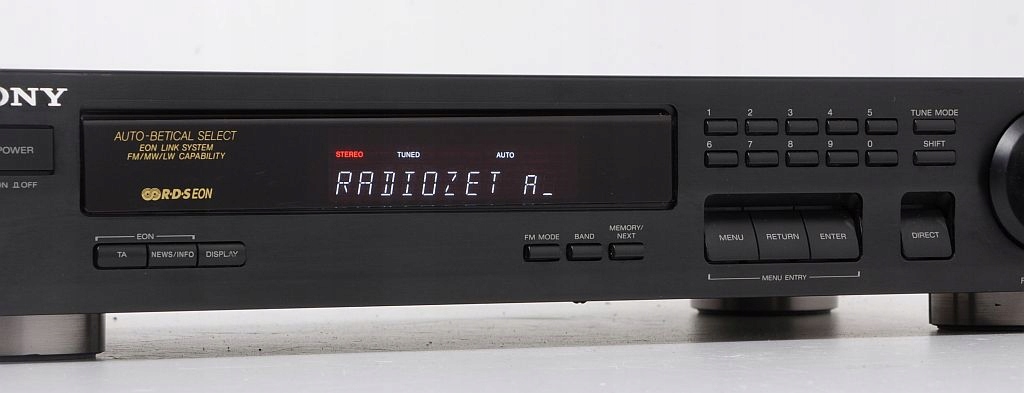 SONY
POWER
ON OFF
AUTO-BETICAL SELECT
EON LINK SYSTEM
FM/MW/LW CAPABILITY
R·D·S EON
STEREO TUNED AUTO
RADIOZET A_
EON
TA NEWS/INFO DISPLAY
FM MODE BAND MEMORY/
NEXT
1 2 3 4 5 TUNE MODE
6 7 8 9 0 SHIFT
MENU RETURN ENTER DIRECT
MENU ENTRY